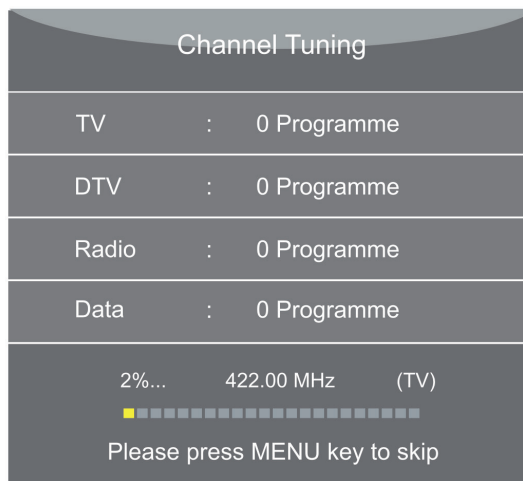 Channel Tuning
TV : 0 Programme
DTV : 0 Programme
Radio : 0 Programme
Data : 0 Programme
2%... 422.00 MHz (TV)
Please press MENU key to skip